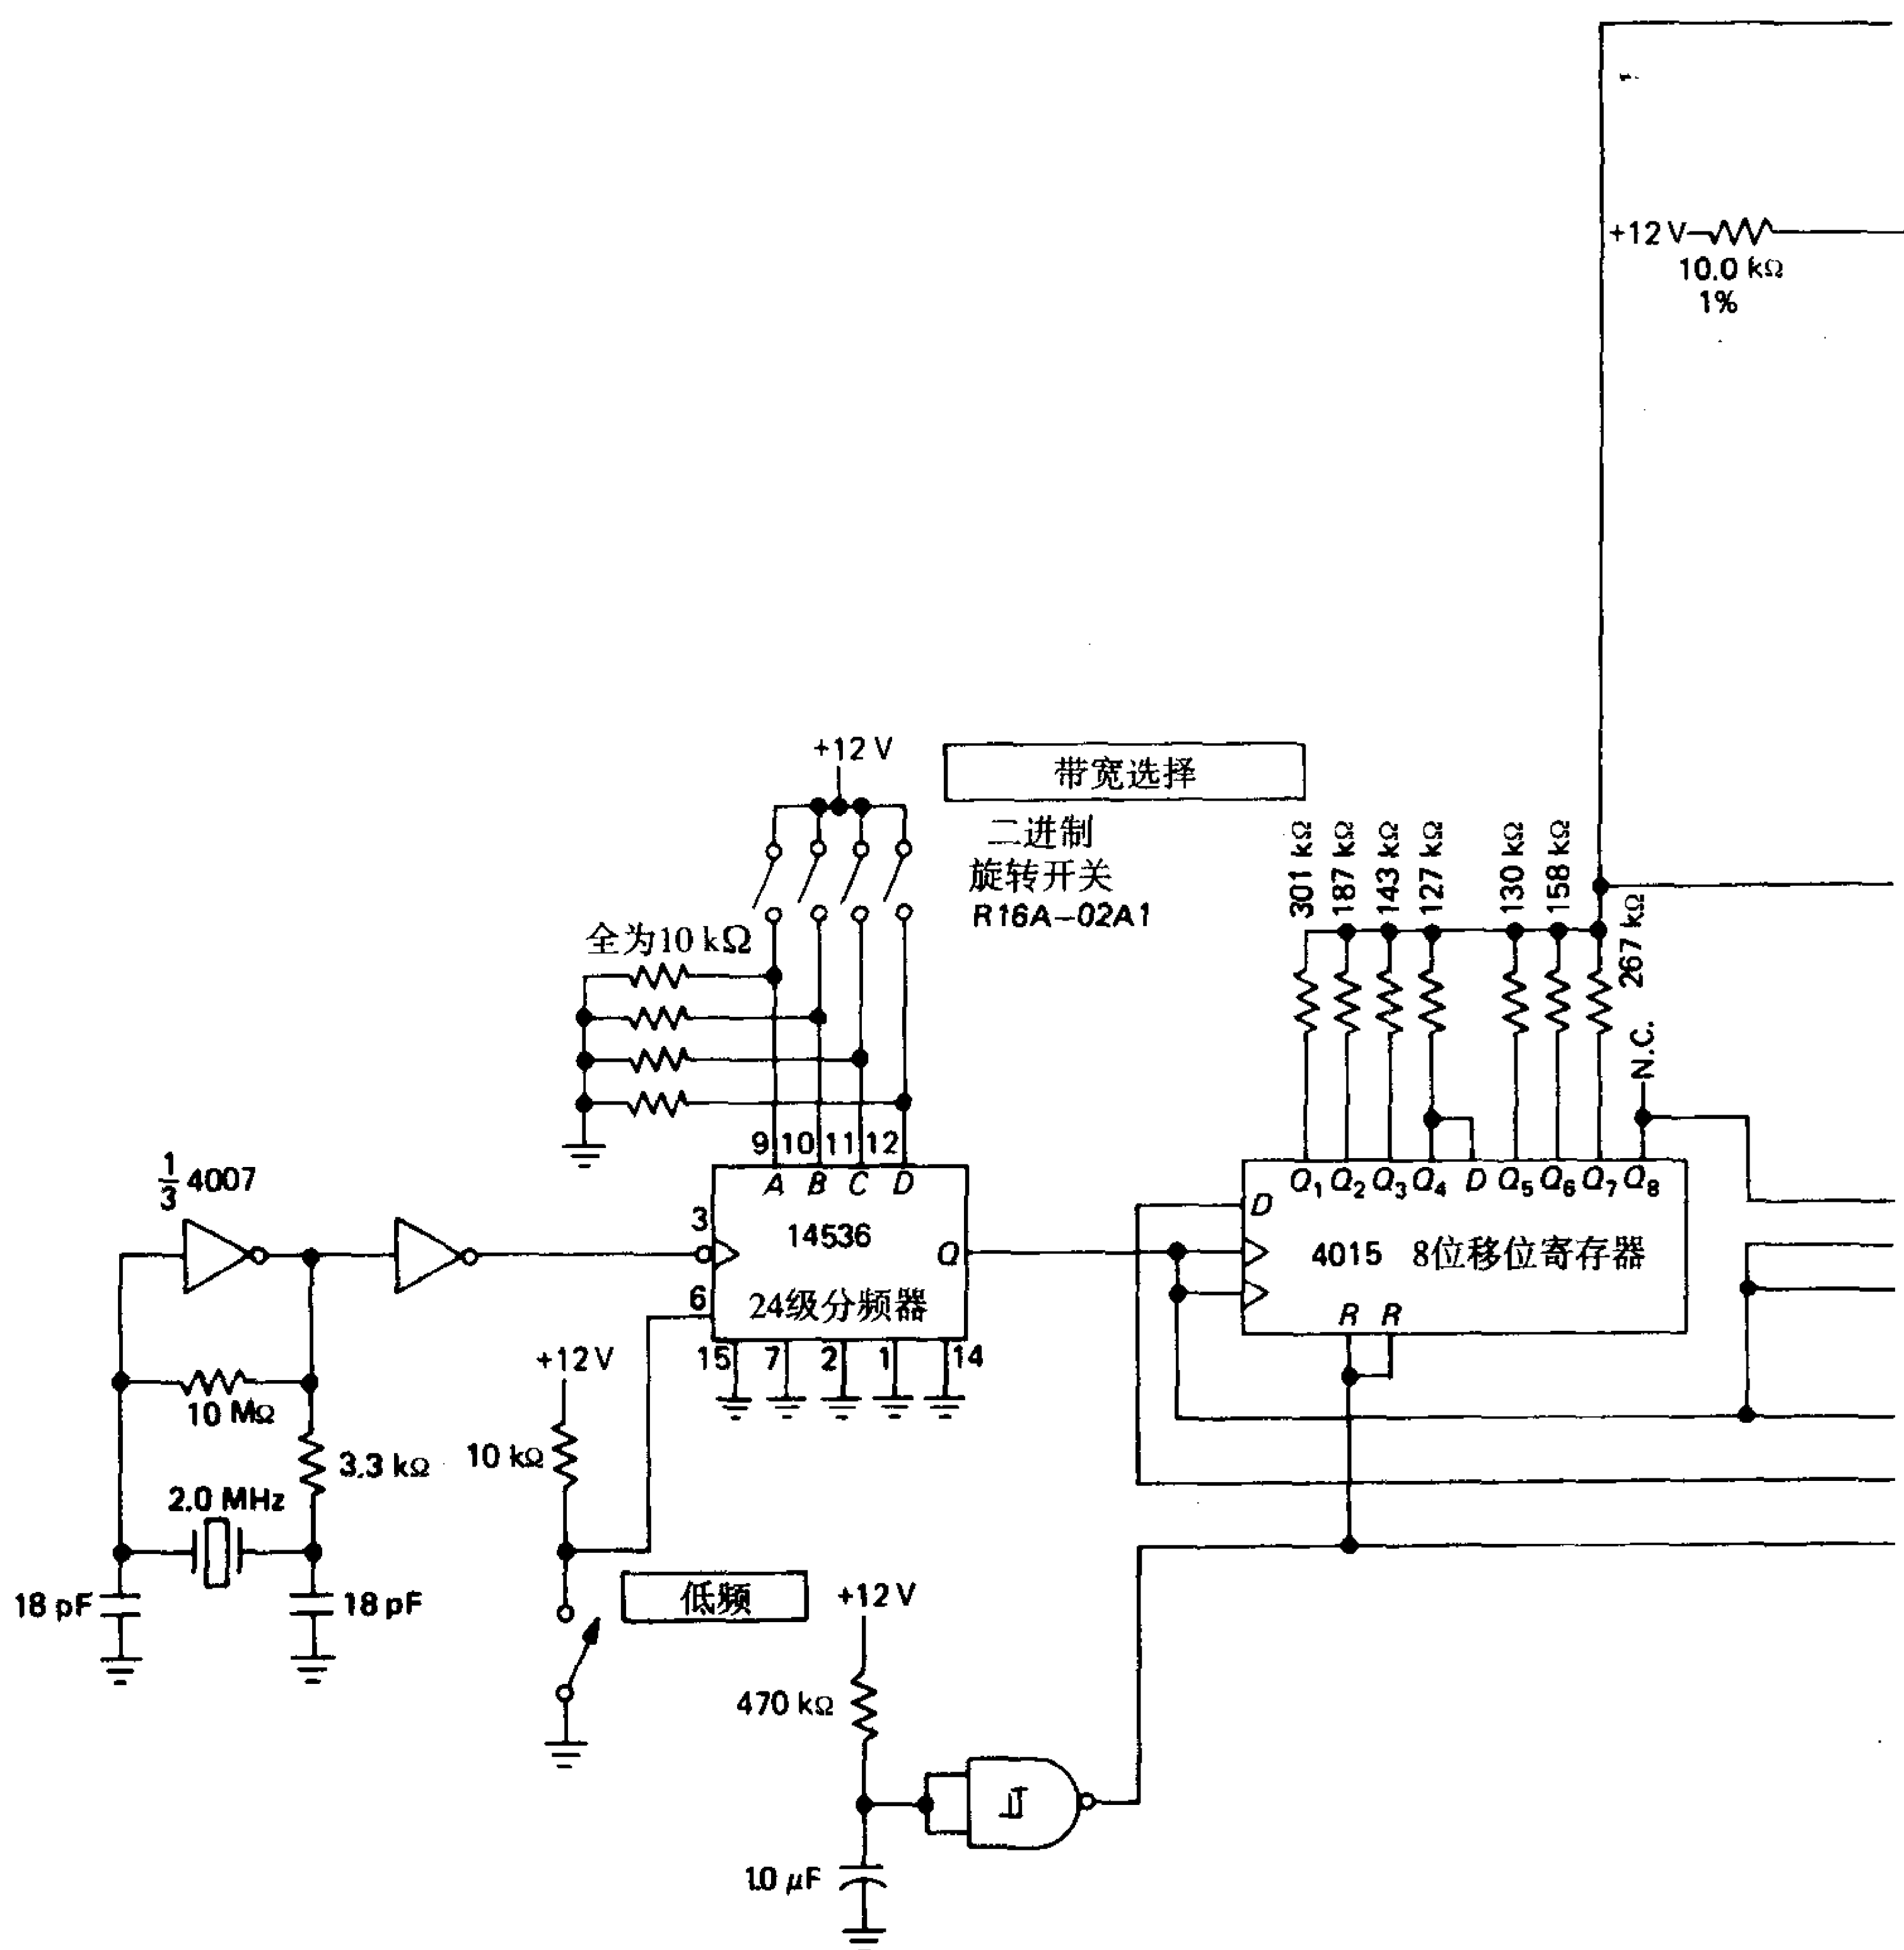 +12 V
10.0 kΩ
1%
+12 V
带宽选择
二进制
旋转开关
R16A-02A1
全为10 kΩ
301 kΩ
187 kΩ
143 kΩ
127 kΩ
130 kΩ
158 kΩ
267 kΩ
N.C.
9 10 11 12
A B C D
1/3 4007
3
14536
Q
6
24级分频器
15 7 2 1 14
Q1 Q2 Q3 Q4 D Q5 Q6 Q7 Q8
D
4015 8位移位寄存器
R R
10 MΩ
3.3 kΩ
2.0 MHz
18 pF
18 pF
+12 V
10 kΩ
低频
+12 V
470 kΩ
1.0 μF